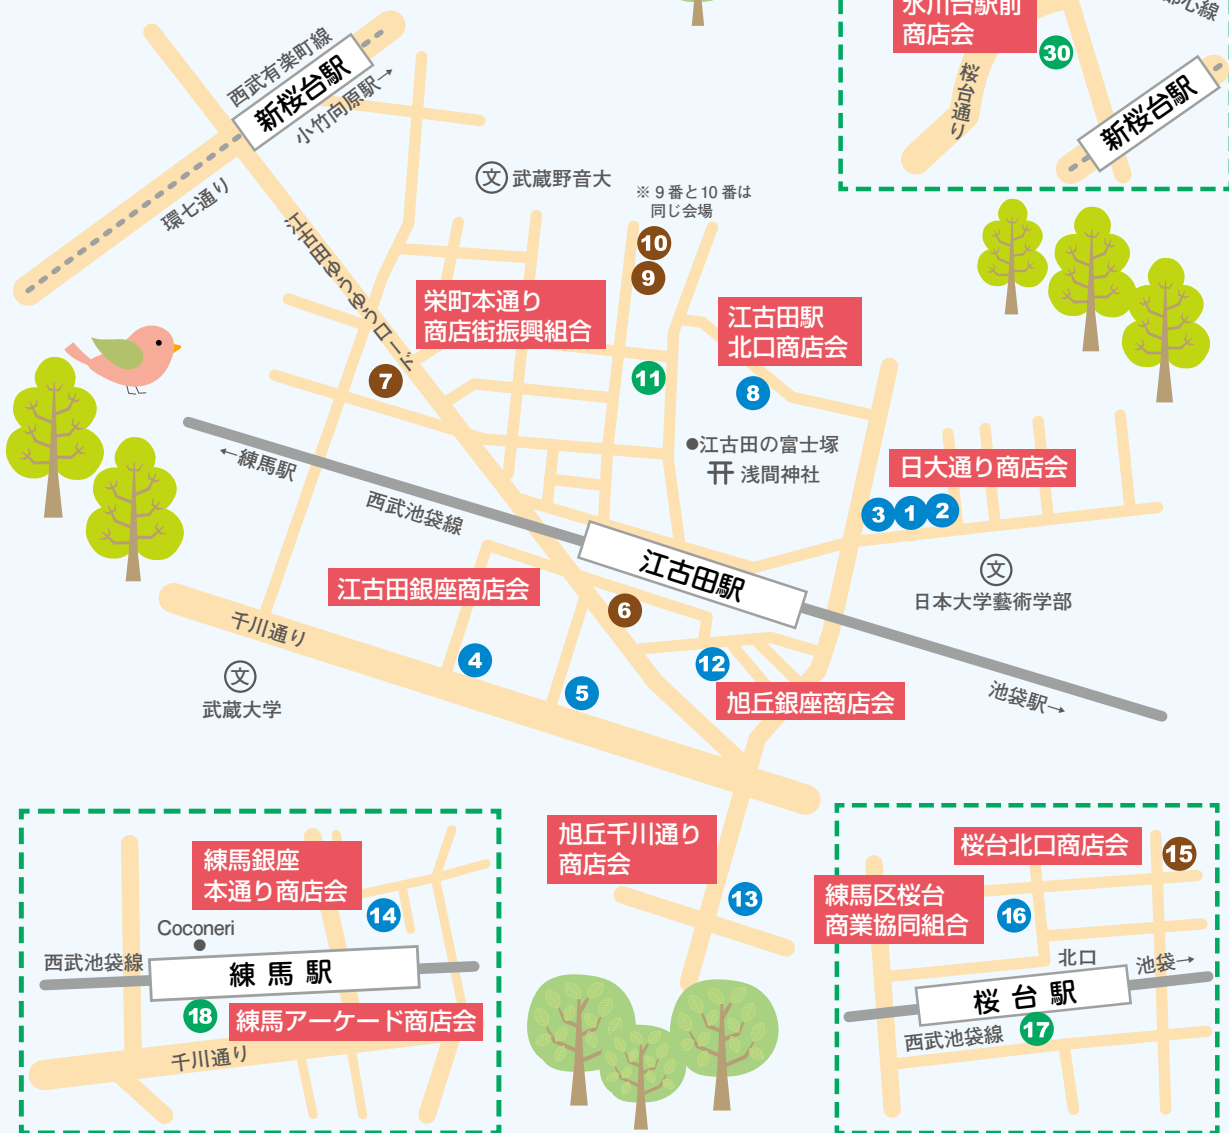 氷川台駅前
商店会
都心線
30
桜台通り
新桜台駅
西武有楽町線
新桜台駅
小竹向原駅→
環七通り
文 武蔵野音大
※ 9 番と10 番は
同じ会場
10
9
江古田ゆうゆうロード
栄町本通り
商店街振興組合
江古田駅
北口商店会
7
11
8
●江古田の富士塚
浅間神社
←練馬駅
西武池袋線
日大通り商店会
3 1 2
江古田駅
文
日本大学藝術学部
江古田銀座商店会
6
千川通り
4
5
12
文
武蔵大学
旭丘銀座商店会
池袋駅→
旭丘千川通り
商店会
13
練馬銀座
本通り商店会
14
Coconeri
西武池袋線
練馬駅
18
練馬アーケード商店会
千川通り
桜台北口商店会
15
練馬区桜台
商業協同組合
16
北口
池袋→
桜台駅
西武池袋線
17